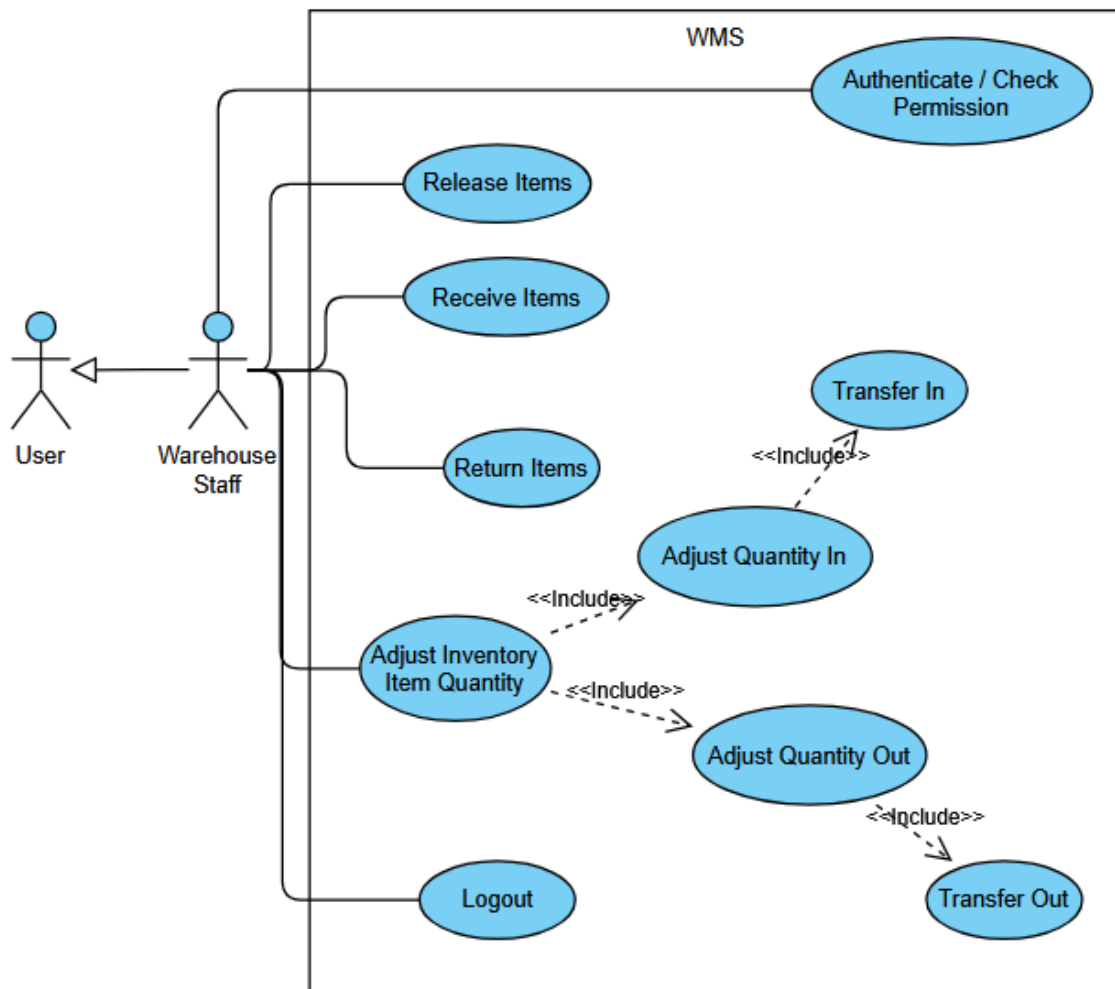 WMS
Authenticate / Check
Permission
Release Items
Receive Items
User
Warehouse
Staff
Transfer In
<<Include>>
Return Items
Adjust Quantity In
<<Include>>
Adjust Inventory
Item Quantity
<<Include>>
Adjust Quantity Out
<<Include>>
Logout
Transfer Out